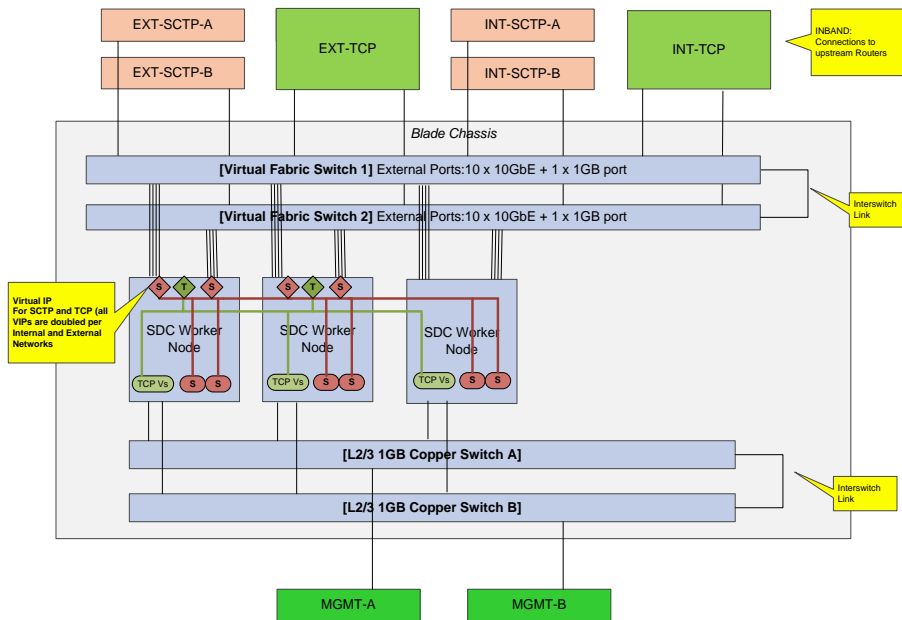 EXT-SCTP-A
EXT-SCTP-B
EXT-TCP
INT-SCTP-A
INT-SCTP-B
INT-TCP
INBAND:
Connections to
upstream Routers
Blade Chassis
[Virtual Fabric Switch 1] External Ports:10 x 10GbE + 1 x 1GB port
[Virtual Fabric Switch 2] External Ports:10 x 10GbE + 1 x 1GB port
Interswitch
Link
Virtual IP
For SCTP and TCP (all
VIPs are doubled per
Internal and External
Networks
S T S
SDC Worker
Node
TCP Vs S S
S T S
SDC Worker
Node
TCP Vs S S
SDC Worker
Node
TCP Vs S S
[L2/3 1GB Copper Switch A]
[L2/3 1GB Copper Switch B]
Interswitch
Link
MGMT-A
MGMT-B